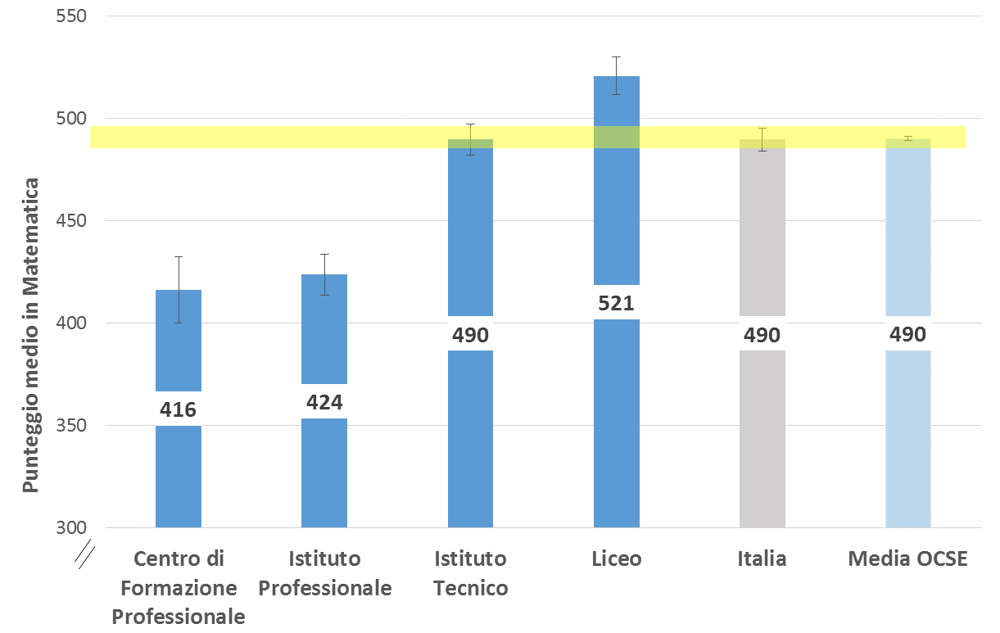 550
500
450
400
350
300
Punteggio medio in Matematica
416
424
490
521
490
490
Centro di
Formazione
Professionale
Istituto
Professionale
Istituto
Tecnico
Liceo
Italia
Media OCSE